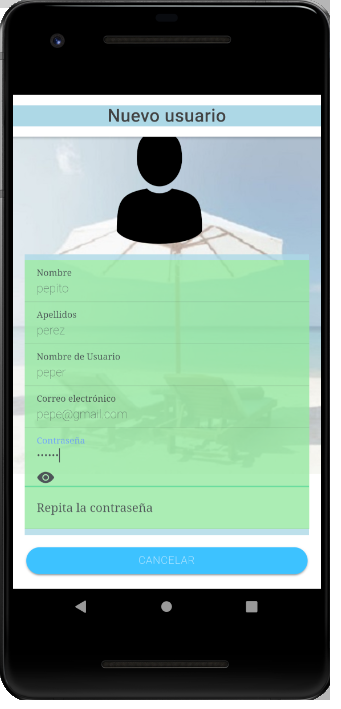 Nuevo usuario
Nombre
pepito
Apellidos
perez
Nombre de Usuario
peper
Correo electrónico
pepe@gmail.com
Contraseña
••••••
Repita la contraseña
CANCELAR